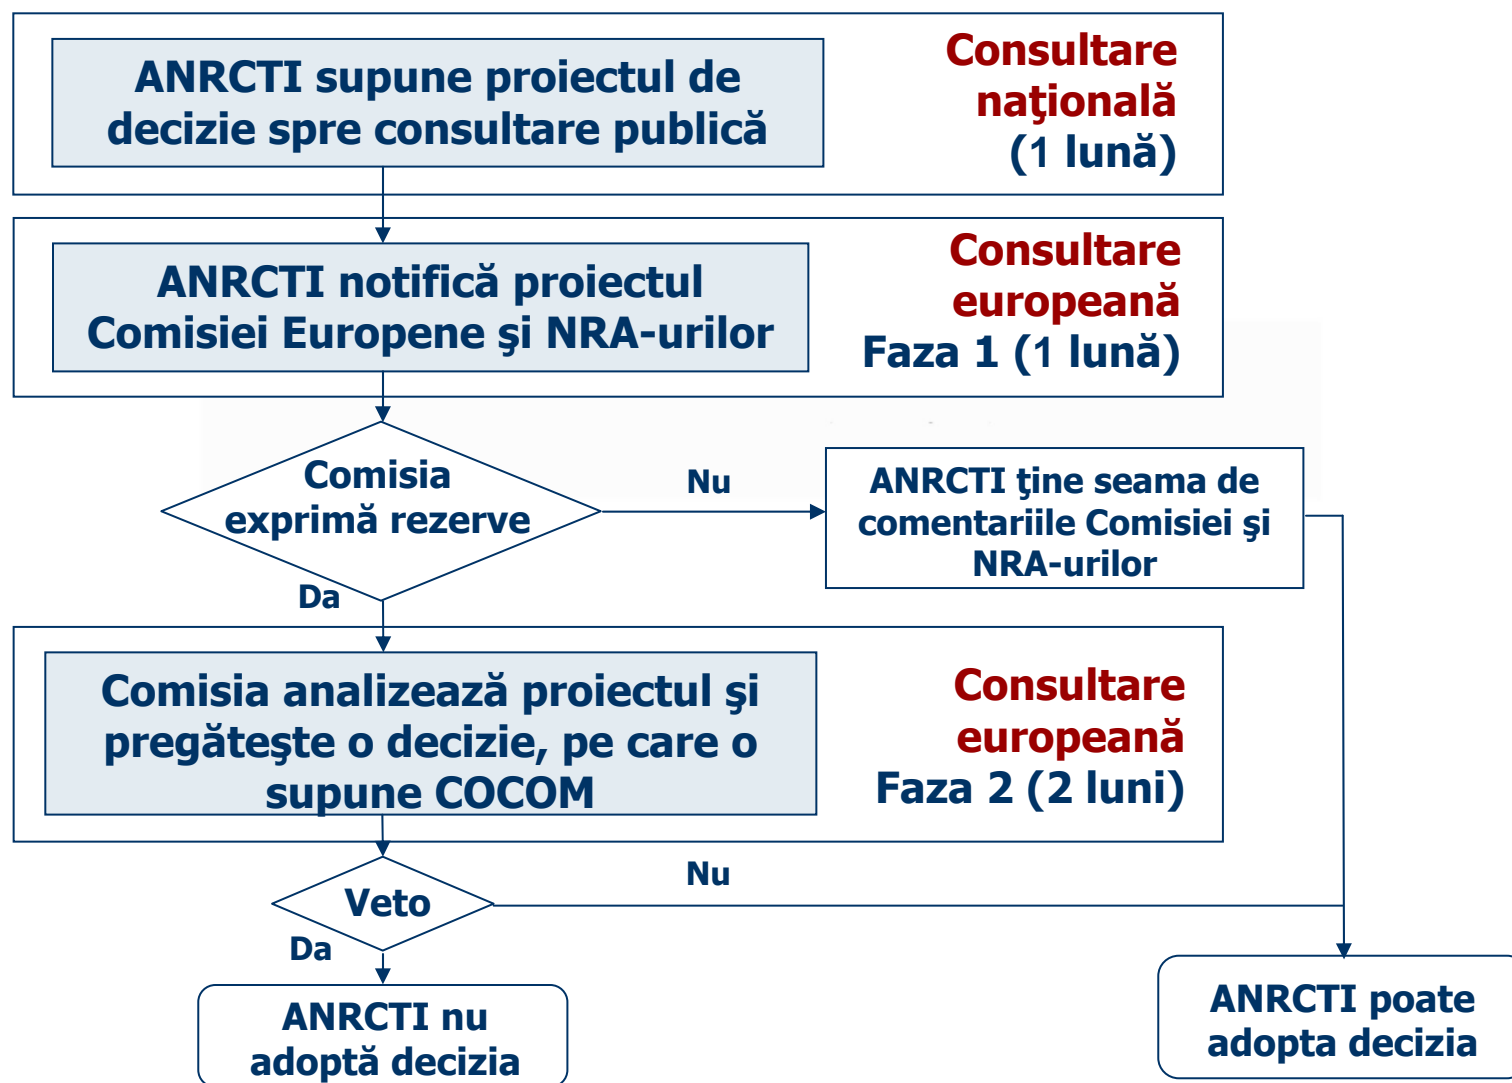 ANRCTI supune proiectul de
decizie spre consultare publică
Consultare
naţională
(1 lună)
ANRCTI notifică proiectul
Comisiei Europene şi NRA-urilor
Consultare
europeană
Faza 1 (1 lună)
Comisia
exprimă rezerve
Nu
ANRCTI ţine seama de
comentariile Comisiei şi
NRA-urilor
Da
Comisia analizează proiectul şi
pregăteşte o decizie, pe care o
supune COCOM
Consultare
europeană
Faza 2 (2 luni)
Veto
Nu
Da
ANRCTI nu
adoptă decizia
ANRCTI poate
adopta decizia